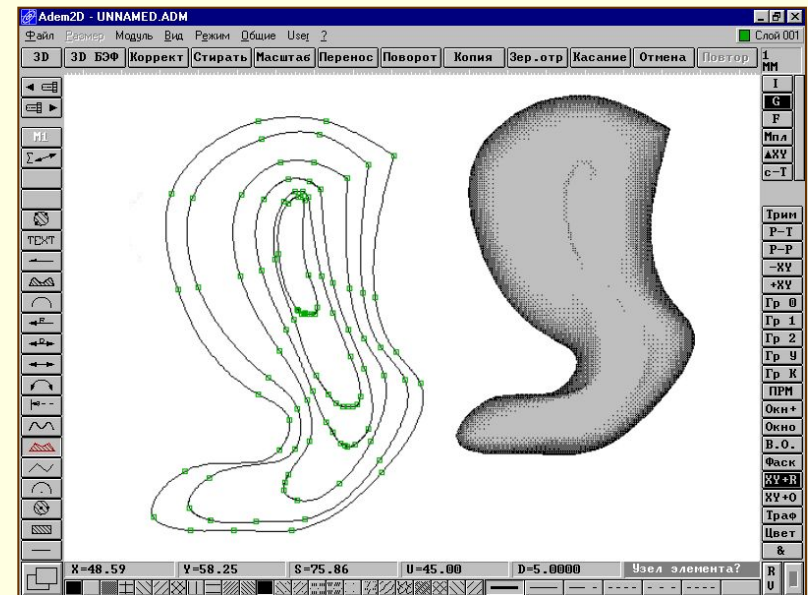 Adem2D - UNNAMED.ADM
Файл Размер Модуль Вид Режим Общие User ? Слой 001
3D 3D БЭФ Коррект Стирать Масштаб Перенос Поворот Копия Зер.отр Касание Отмена Повтор 1 MM
I
G
F
Мпл
▲XY
с-Т
M1
Σ
TEXT
Трим
Р-Т
Р-Р
-XY
+XY
Гр 0
Гр 1
Гр 2
Гр У
Гр К
ПРМ
Окн+
Окно
В.О.
Фаск
XY+R
XY+O
Траф
Цвет
&
X=48.59 Y=58.25 S=75.86 U=45.00 D=5.0000 Узел элемента?
R
U